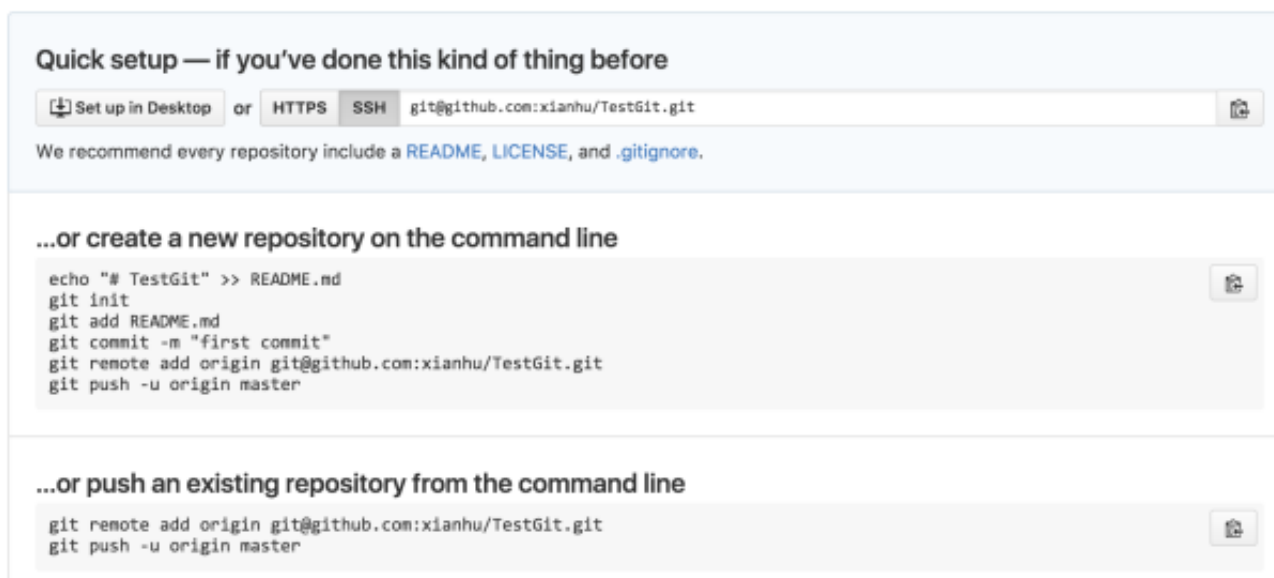 Quick setup — if you've done this kind of thing before
Set up in Desktop or HTTPS SSH git@github.com:xianhu/TestGit.git
We recommend every repository include a README, LICENSE, and .gitignore.
...or create a new repository on the command line
echo "# TestGit" >> README.md
git init
git add README.md
git commit -m "first commit"
git remote add origin git@github.com:xianhu/TestGit.git
git push -u origin master
...or push an existing repository from the command line
git remote add origin git@github.com:xianhu/TestGit.git
git push -u origin master